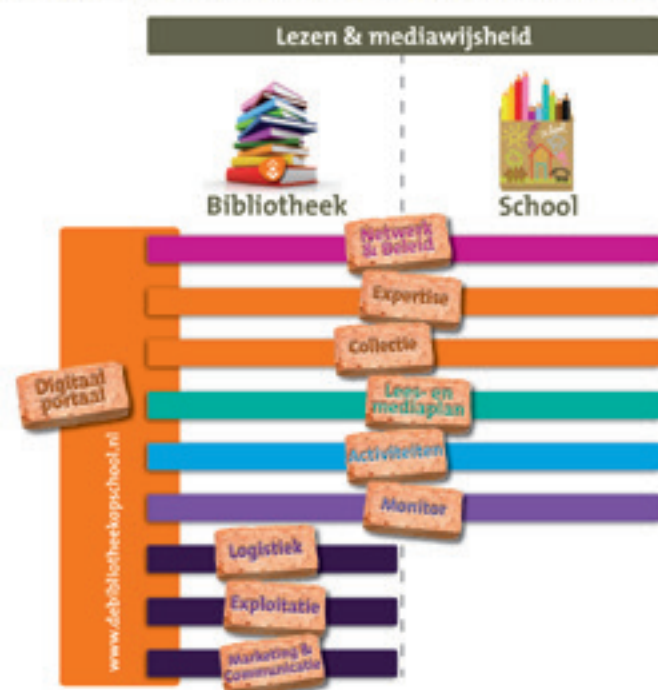 Lezen & mediawijsheid
Bibliotheek
School
Netwerk
& Beleid
Expertise
Collectie
Digitaal
portaal
Lees- en
mediaplan
Activiteiten
Monitor
Logistiek
Exploitatie
Marketing &
Communicatie
www.debibliotheekopschool.nl